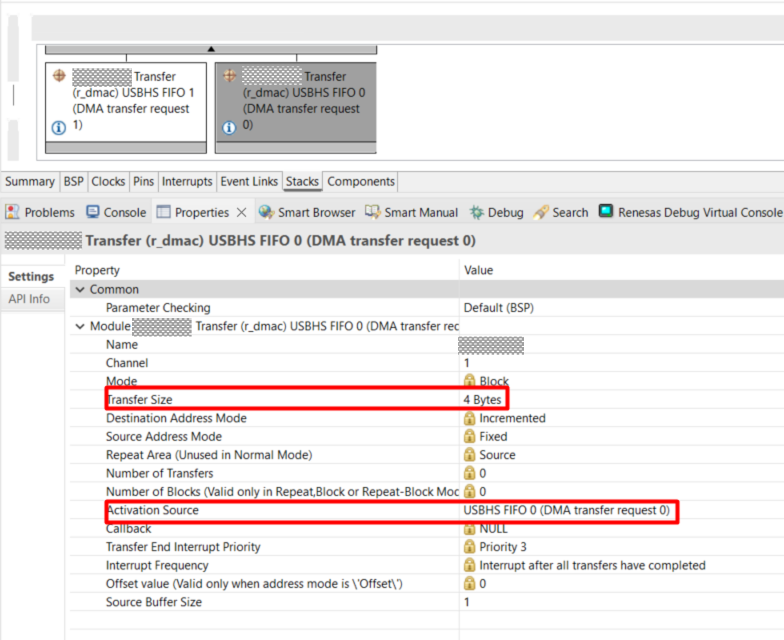 Transfer
(r_dmac) USBHS FIFO 1
(DMA transfer request
1)
Transfer
(r_dmac) USBHS FIFO 0
(DMA transfer request
0)
Summary BSP Clocks Pins Interrupts Event Links Stacks Components
Problems Console Properties Smart Browser Smart Manual Debug Search Renesas Debug Virtual Console
Transfer (r_dmac) USBHS FIFO 0 (DMA transfer request 0)
Settings
API Info
Property Value
Common
Parameter Checking Default (BSP)
Module Transfer (r_dmac) USBHS FIFO 0 (DMA transfer rec
Name
Channel 1
Mode Block
Transfer Size 4 Bytes
Destination Address Mode Incremented
Source Address Mode Fixed
Repeat Area (Unused in Normal Mode) Source
Number of Transfers 0
Number of Blocks (Valid only in Repeat,Block or Repeat-Block Moc 0
Activation Source USBHS FIFO 0 (DMA transfer request 0)
Callback NULL
Transfer End Interrupt Priority Priority 3
Interrupt Frequency Interrupt after all transfers have completed
Offset value (Valid only when address mode is \'Offset\') 0
Source Buffer Size 1